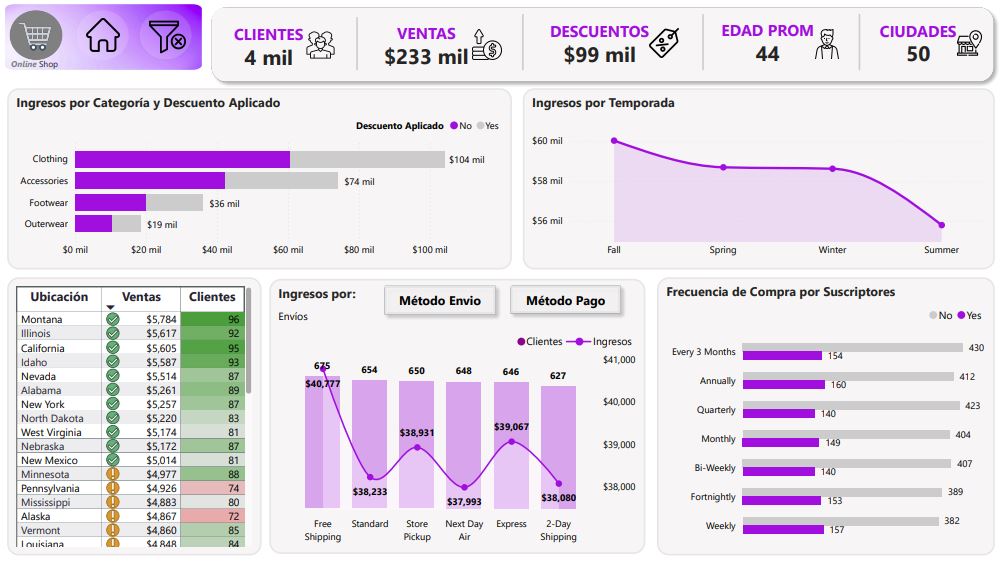 Online Shop
CLIENTES
4 mil
VENTAS
$233 mil
DESCUENTOS
$99 mil
EDAD PROM
44
CIUDADES
50
Ingresos por Categoría y Descuento Aplicado
Descuento Aplicado No Yes
Clothing $104 mil
Accessories $74 mil
Footwear $36 mil
Outerwear $19 mil
$0 mil $20 mil $40 mil $60 mil $80 mil $100 mil
Ingresos por Temporada
$60 mil
$58 mil
$56 mil
Fall Spring Winter Summer
Ubicación Ventas Clientes
Montana $5,784 96
Illinois $5,617 92
California $5,605 95
Idaho $5,587 93
Nevada $5,514 87
Alabama $5,261 89
New York $5,257 87
North Dakota $5,220 83
West Virginia $5,174 81
Nebraska $5,172 87
New Mexico $5,014 81
Minnesota $4,977 88
Pennsylvania $4,926 74
Mississippi $4,883 80
Alaska $4,867 72
Vermont $4,860 85
Louisiana $4,848 84
Ingresos por:
Método Envio
Método Pago
Envíos
Clientes Ingresos
675 654 650 648 646 627
$40,777 $38,233 $38,931 $37,993 $39,067 $38,080
$41,000
$40,000
$39,000
$38,000
Free Shipping
Standard
Store Pickup
Next Day Air
Express
2-Day Shipping
Frecuencia de Compra por Suscriptores
No Yes
Every 3 Months 430 154
Annually 412 160
Quarterly 423 140
Monthly 404 149
Bi-Weekly 407 140
Fortnightly 389 153
Weekly 382 157